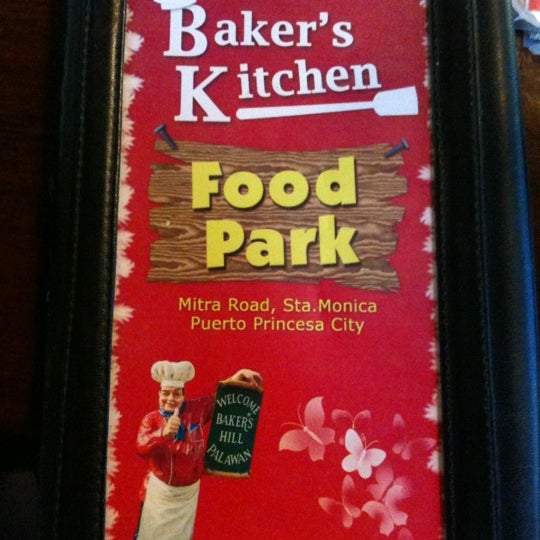 Baker's
Kitchen
Food
Park
Mitra Road, Sta.Monica
Puerto Princesa City
WELCOME
BAKER'S
HILL
PALAWAN